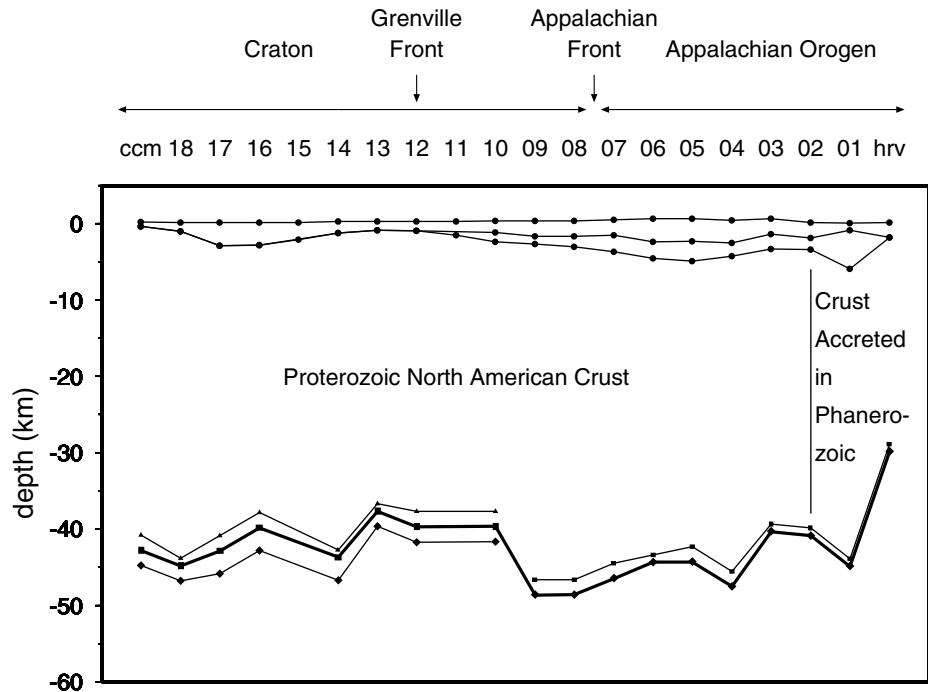 Grenville
Appalachian
Craton
Front
Front
Appalachian Orogen
ccm 18 17 16 15 14 13 12 11 10 09 08 07 06 05 04 03 02 01 hrv
0
-10
-20
-30
-40
-50
-60
depth (km)
Proterozoic North American Crust
Crust
Accreted
in
Phanero-
zoic